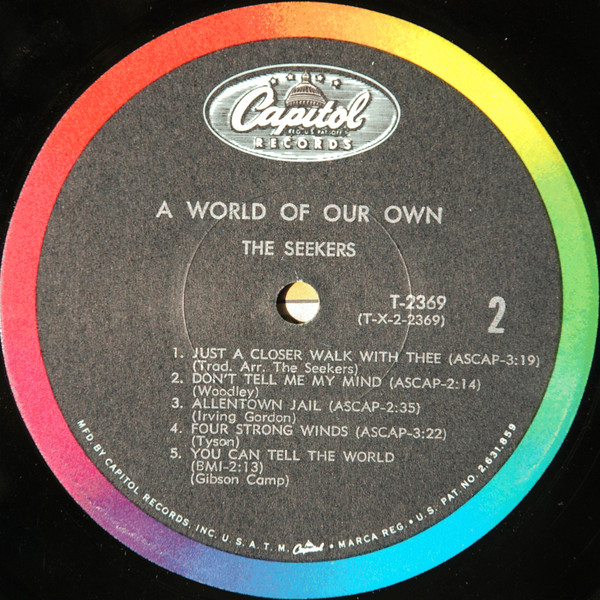 Capitol
REG. U.S. PAT. OFF.
RECORDS
A WORLD OF OUR OWN
THE SEEKERS
T-2369
(T-X-2-2369)
2
1. JUST A CLOSER WALK WITH THEE (ASCAP-3:19)
(Trad. Arr. The Seekers)
2. DON'T TELL ME MY MIND (ASCAP-2:14)
(Woodley)
3. ALLENTOWN JAIL (ASCAP-2:35)
(Irving Gordon)
4. FOUR STRONG WINDS (ASCAP-3:22)
(Tyson)
5. YOU CAN TELL THE WORLD
(BMI-2:13)
(Gibson Camp)
MFD. BY CAPITOL RECORDS, INC. U.S.A. T.M. Capitol • MARCA REG. • U.S. PAT. NO. 2,631,859